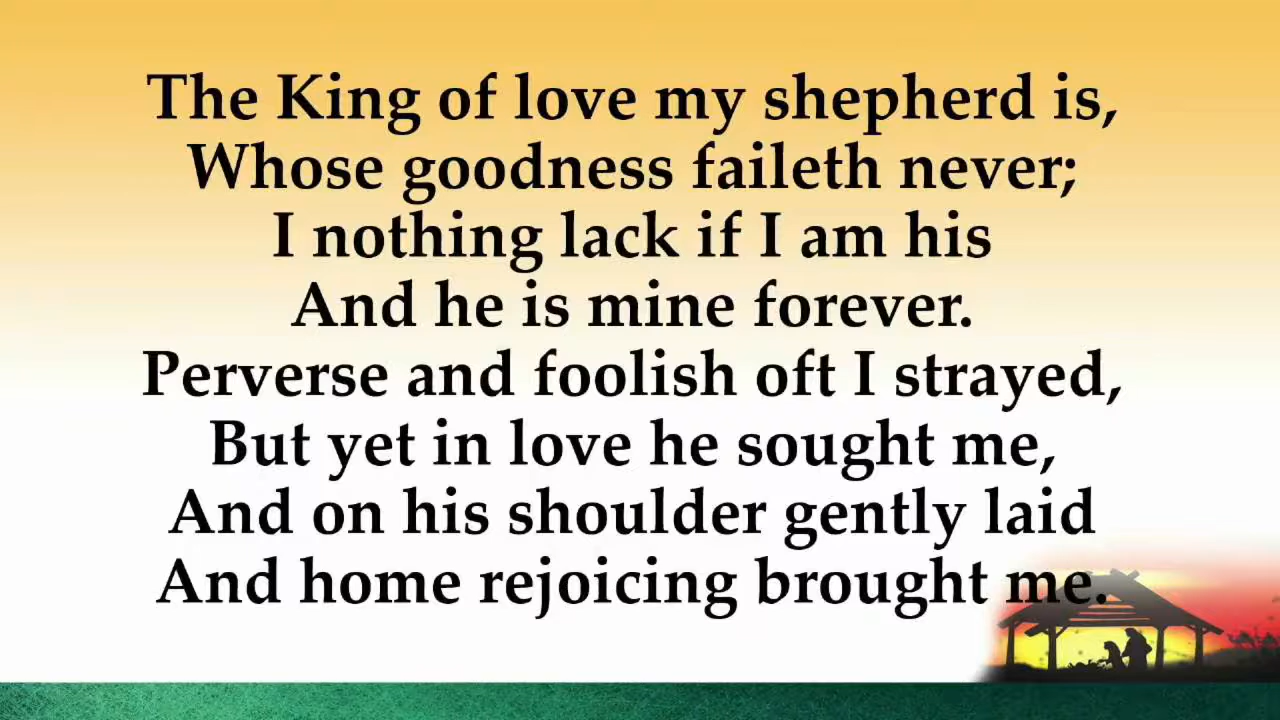 The King of love my shepherd is,
Whose goodness faileth never;
I nothing lack if I am his
And he is mine forever.
Perverse and foolish oft I strayed,
But yet in love he sought me,
And on his shoulder gently laid
And home rejoicing brought me.